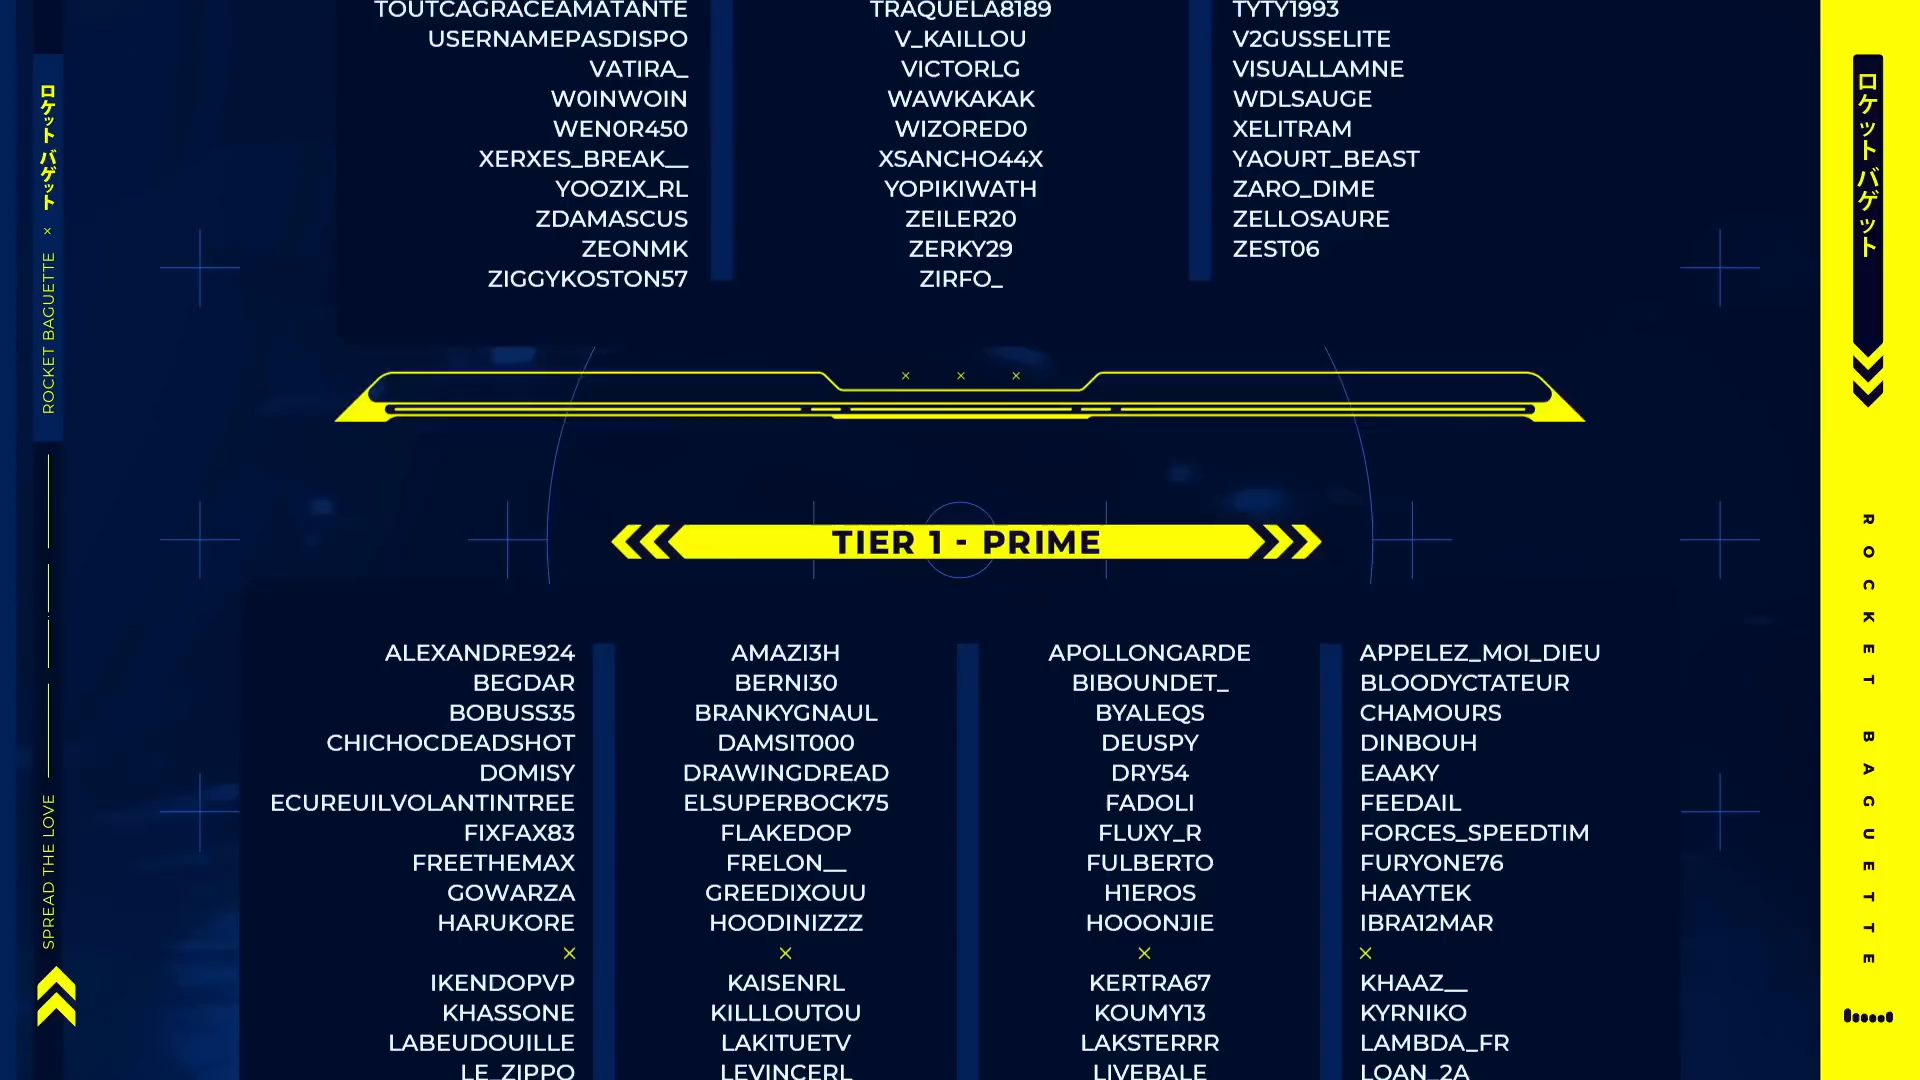 TOUTCAGRACEAMATANTE TRAQUELA8189 TYTY1993
USERNAMEPASDISPO V_KAILLOU V2GUSSELITE
VATIRA_ VICTORLG VISUALLAMNE
W0INWOIN WAWKAKAK WDLSAUGE
WEN0R450 WIZORED0 XELITRAM
XERXES_BREAK__ XSANCHO44X YAOURT_BEAST
YOOZIX_RL YOPIKIWATH ZARO_DIME
ZDAMASCUS ZEILER20 ZELLOSAURE
ZEONMK ZERKY29 ZEST06
ZIGGYKOSTON57 ZIRFO_
× × ×
TIER 1 - PRIME
ALEXANDRE924 AMAZI3H APOLLONGARDE APPELEZ_MOI_DIEU
BEGDAR BERNI30 BIBOUNDET_ BLOODYCTATEUR
BOBUSS35 BRANKYGNAUL BYALEQS CHAMOURS
CHICHOCDEADSHOT DAMSIT000 DEUSPY DINBOUH
DOMISY DRAWINGDREAD DRY54 EAAKY
ECUREUILVOLANTINTREE ELSUPERBOCK75 FADOLI FEEDAIL
FIXFAX83 FLAKEDOP FLUXY_R FORCES_SPEEDTIM
FREETHEMAX FRELON__ FULBERTO FURYONE76
GOWARZA GREEDIXOUU H1EROS HAAYTEK
HARUKORE HOODINIZZZ HOOONJIE IBRA12MAR
× × × ×
IKENDOPVP KAISENRL KERTRA67 KHAAZ__
KHASSONE KILLLOUTOU KOUMY13 KYRNIKO
LABEUDOUILLE LAKITUETV LAKSTERRR LAMBDA_FR
LE_ZIPPO LEVINCERL LIVEBALE LOAN_2A
ロケット バゲット × ROCKET BAGUETTE
SPREAD THE LOVE
ロケット バゲット
ROCKET BAGUETTE